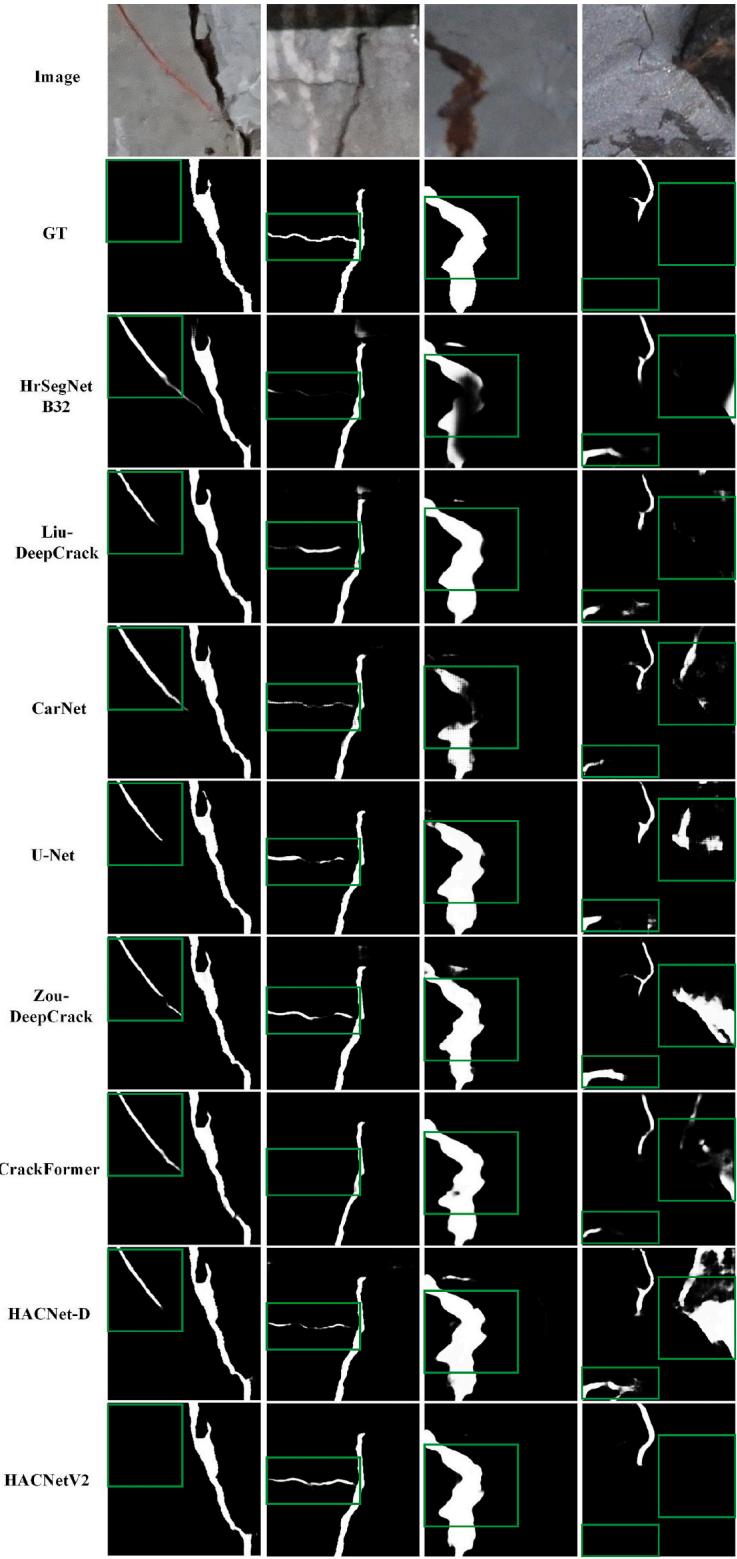 Image
GT
HrSegNet
B32
Liu-
DeepCrack
CarNet
U-Net
Zou-
DeepCrack
CrackFormer
HACNet-D
HACNetV2